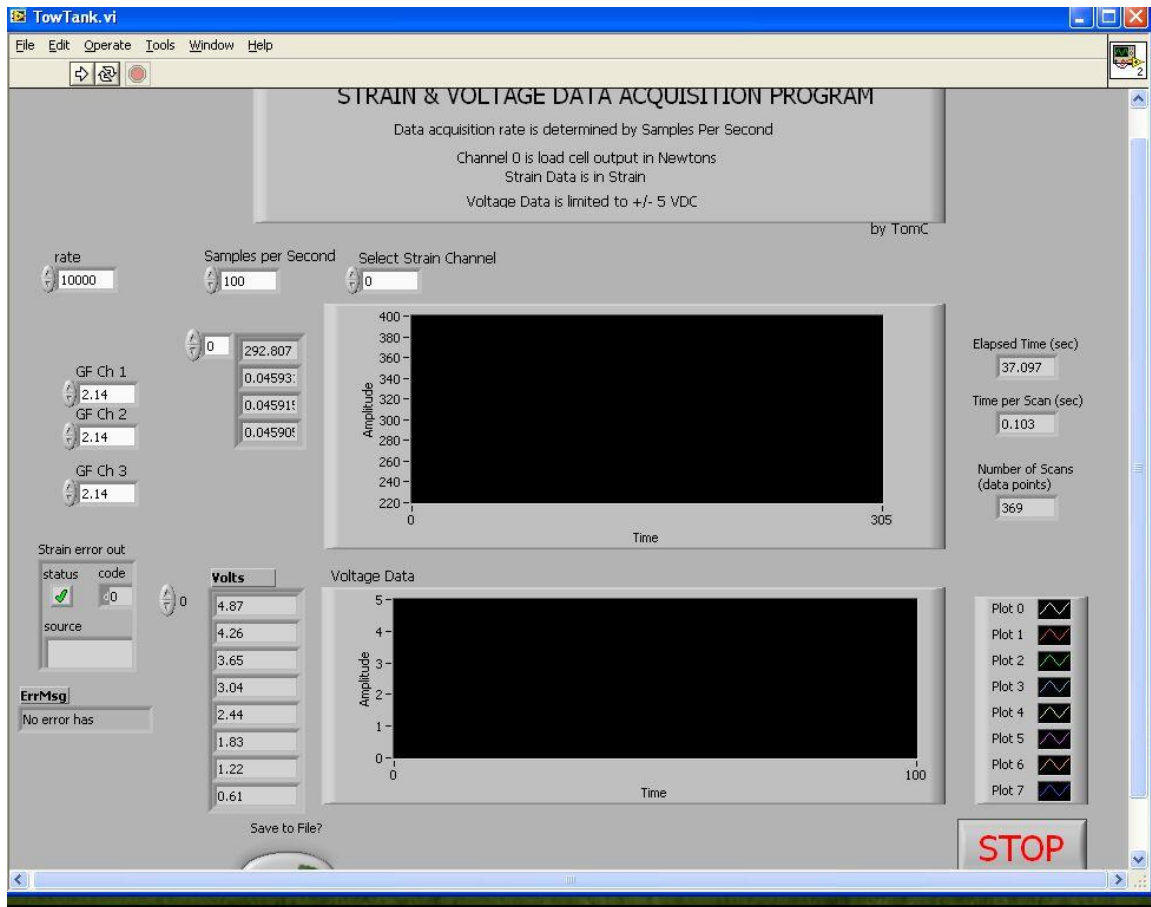 TowTank.vi
File Edit Operate Tools Window Help
2
STRAIN & VOLTAGE DATA ACQUISITION PROGRAM
Data acquisition rate is determined by Samples Per Second
Channel 0 is load cell output in Newtons
Strain Data is in Strain
Voltage Data is limited to +/- 5 VDC
by TomC
rate
10000
Samples per Second
100
Select Strain Channel
0
GF Ch 1
2.14
GF Ch 2
2.14
GF Ch 3
2.14
0
292.807
0.04593
0.04591
0.04590
400
380
360
340
320
300
280
260
240
220
Amplitude
0
305
Time
Elapsed Time (sec)
37.097
Time per Scan (sec)
0.103
Number of Scans
(data points)
369
Strain error out
status code
0
source
ErrMsg
No error has
0
Volts
4.87
4.26
3.65
3.04
2.44
1.83
1.22
0.61
Voltage Data
5
4
3
2
1
0
Amplitude
0
100
Time
Plot 0
Plot 1
Plot 2
Plot 3
Plot 4
Plot 5
Plot 6
Plot 7
Save to File?
STOP